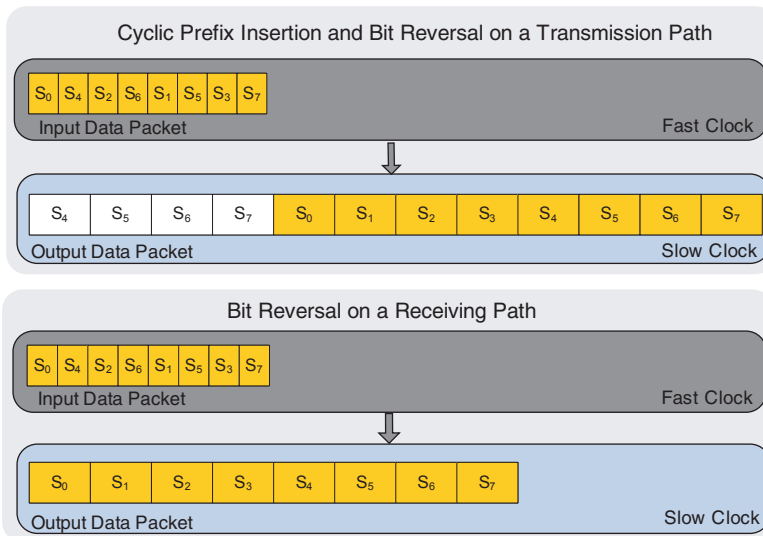 Cyclic Prefix Insertion and Bit Reversal on a Transmission Path
S₀ S₄ S₂ S₆ S₁ S₅ S₃ S₇
Input Data Packet Fast Clock
S₄ S₅ S₆ S₇ S₀ S₁ S₂ S₃ S₄ S₅ S₆ S₇
Output Data Packet Slow Clock
Bit Reversal on a Receiving Path
S₀ S₄ S₂ S₆ S₁ S₅ S₃ S₇
Input Data Packet Fast Clock
S₀ S₁ S₂ S₃ S₄ S₅ S₆ S₇
Output Data Packet Slow Clock